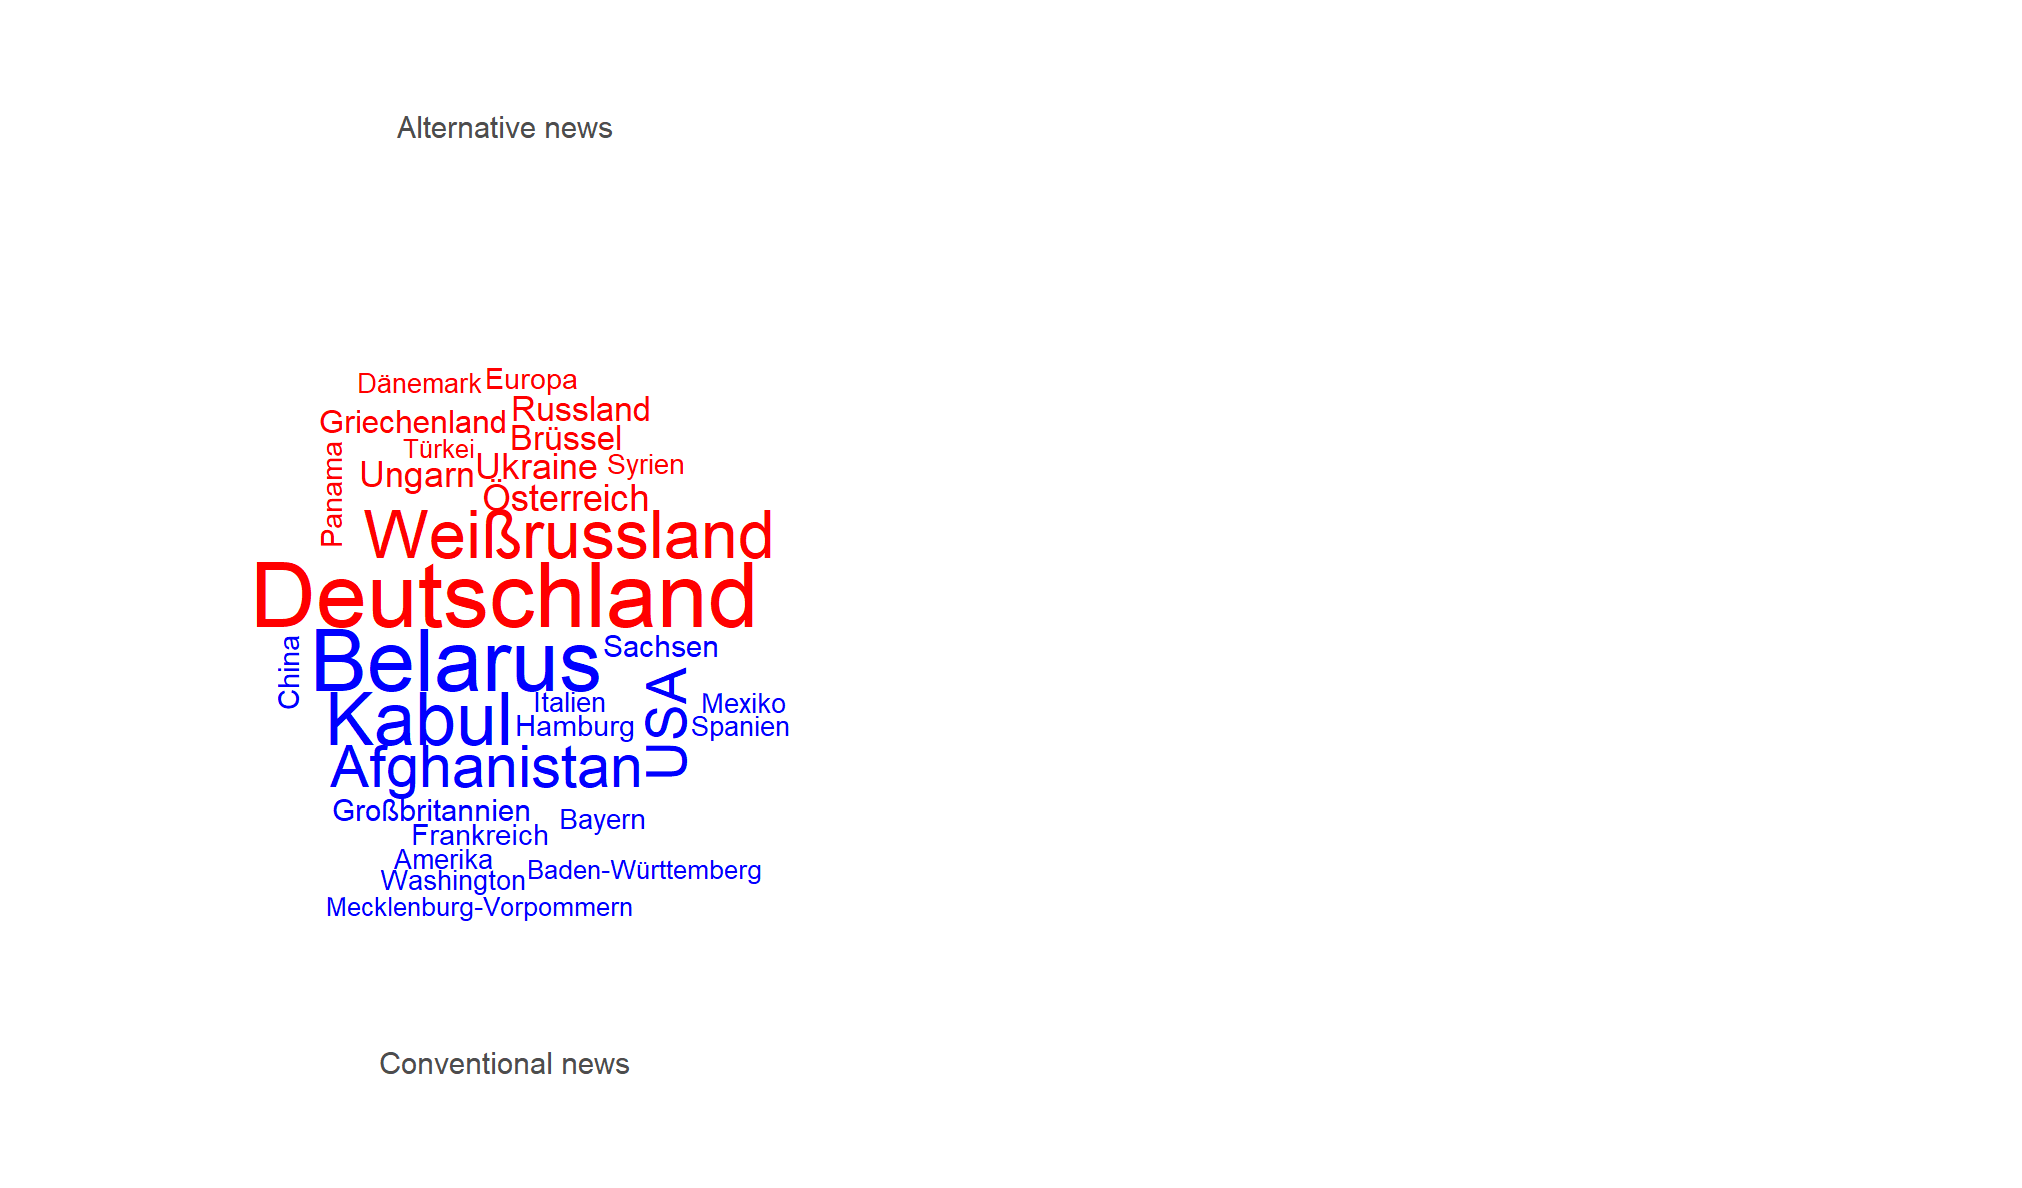 Alternative news
Dänemark
Europa
Griechenland
Russland
Türkei
Brüssel
Panama
Ungarn
Ukraine
Syrien
Österreich
Weißrussland
Deutschland
China
Belarus
Sachsen
Kabul
Italien
Hamburg
USA
Mexiko
Spanien
Afghanistan
Großbritannien
Bayern
Frankreich
Amerika
Washington
Baden-Württemberg
Mecklenburg-Vorpommern
Conventional news